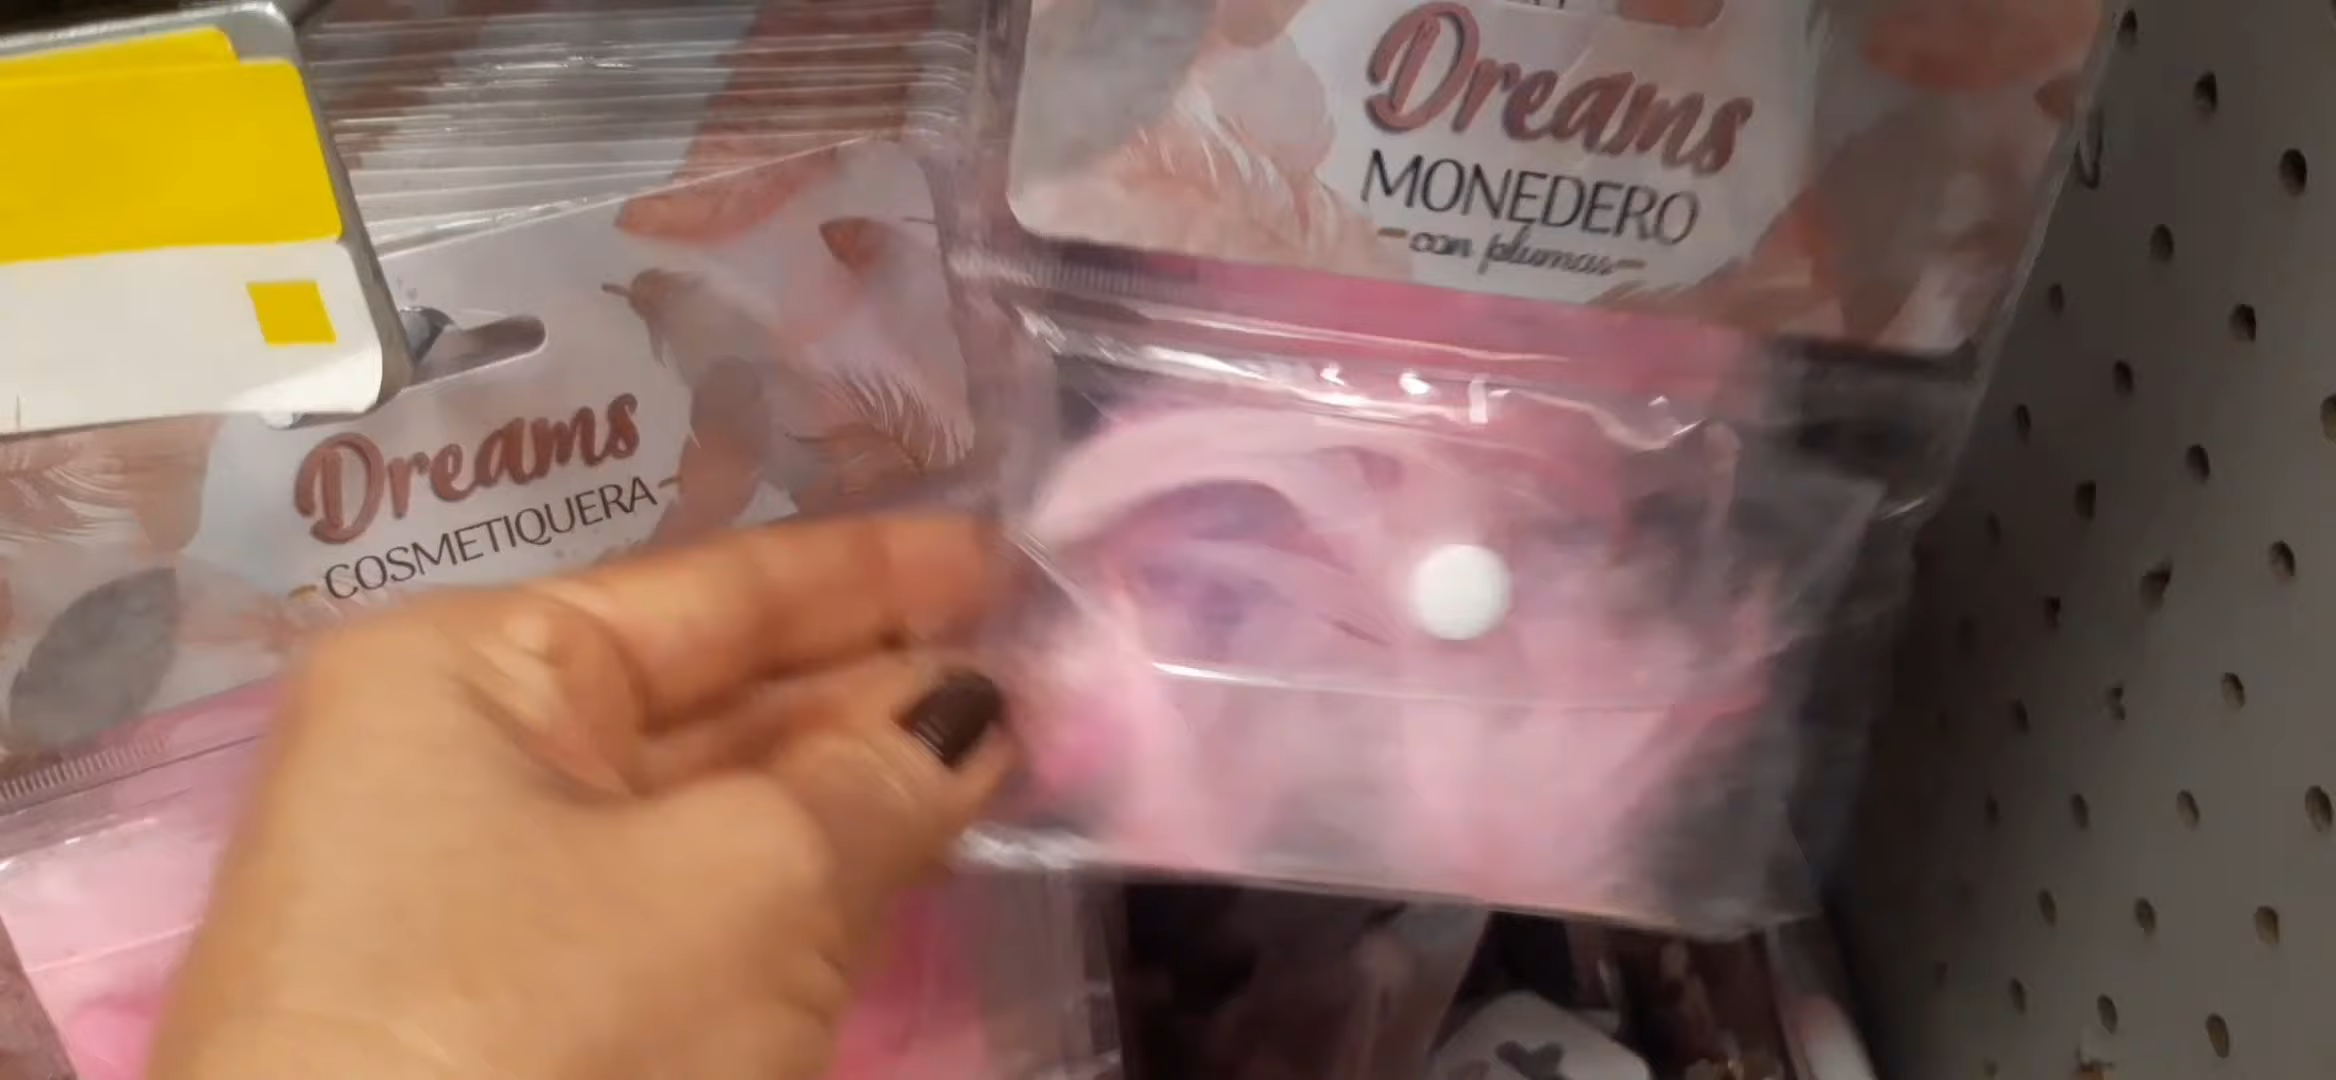 Dreams
MONEDERO
-con plumas-
Dreams
COSMETIQUERA-